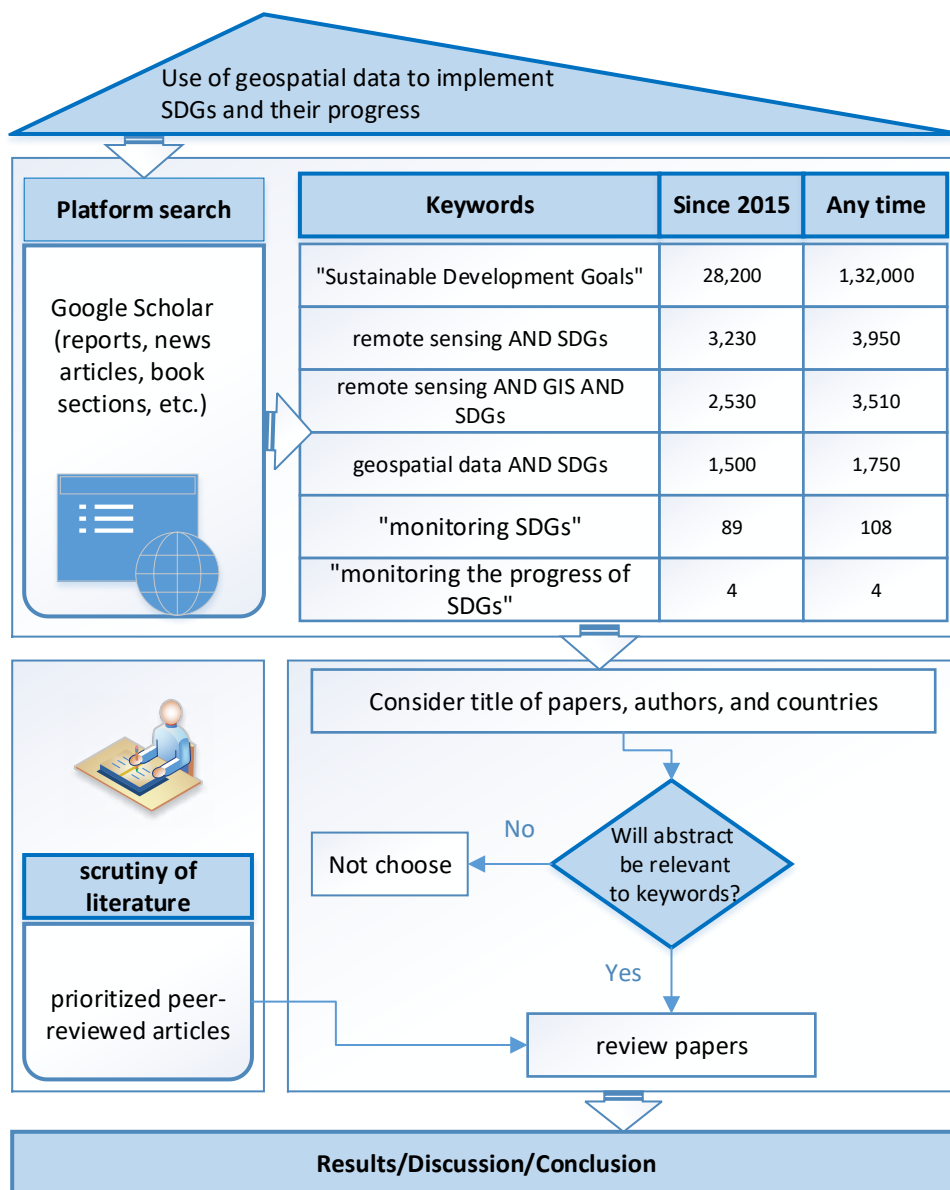 Use of geospatial data to implement
SDGs and their progress
Platform search
Google Scholar
(reports, news
articles, book
sections, etc.)
Keywords Since 2015 Any time
"Sustainable Development Goals" 28,200 1,32,000
remote sensing AND SDGs 3,230 3,950
remote sensing AND GIS AND
SDGs 2,530 3,510
geospatial data AND SDGs 1,500 1,750
"monitoring SDGs" 89 108
"monitoring the progress of
SDGs" 4 4
scrutiny of
literature
prioritized peer-
reviewed articles
Consider title of papers, authors, and countries
Will abstract
be relevant
to keywords?
No
Not choose
Yes
review papers
Results/Discussion/Conclusion